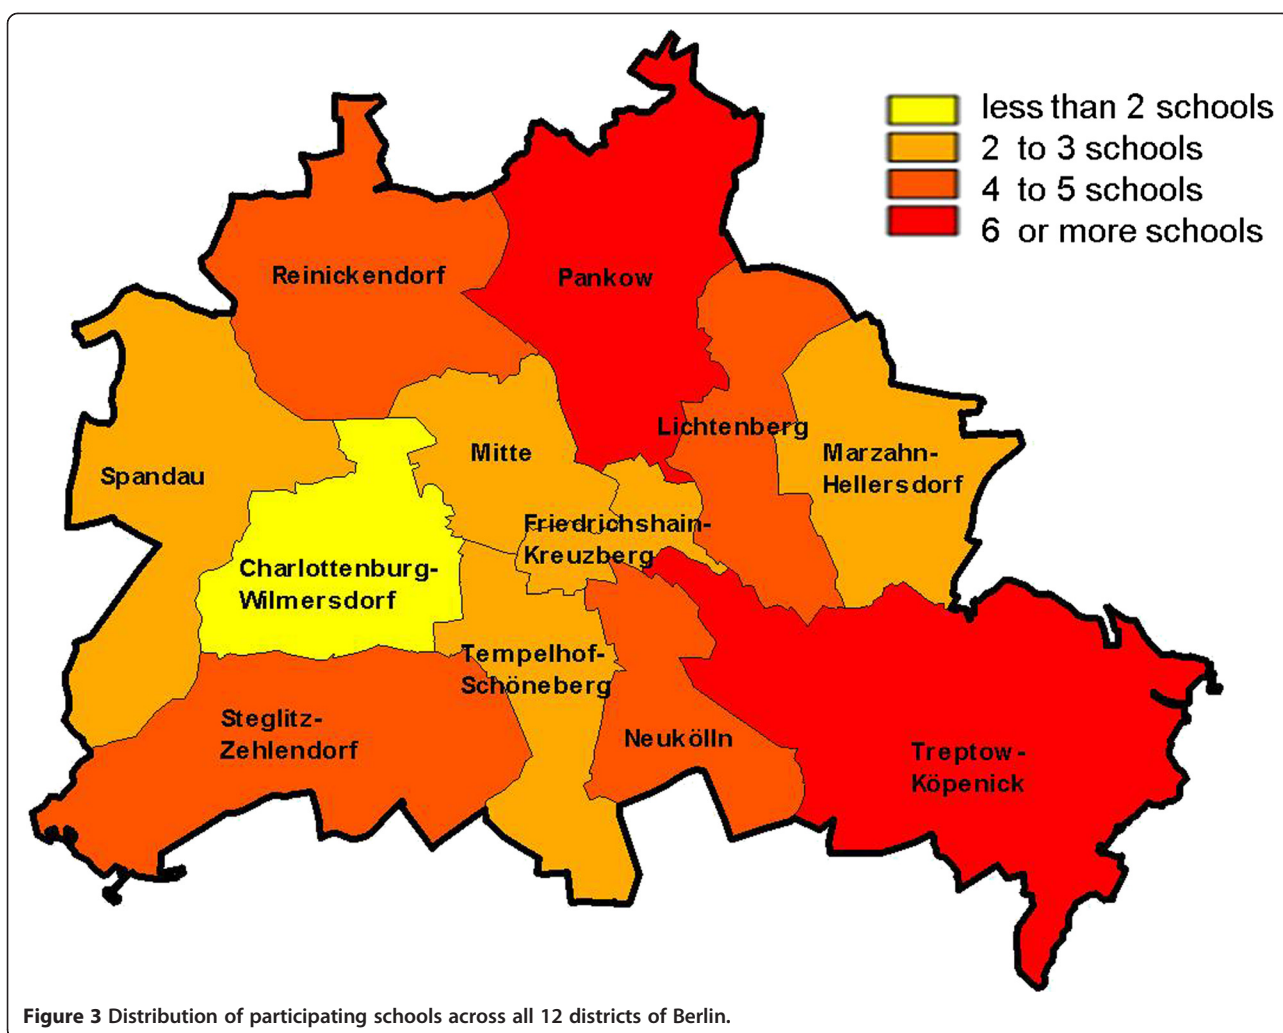 less than 2 schools
2 to 3 schools
4 to 5 schools
6 or more schools
Reinickendorf
Pankow
Lichtenberg
Mitte
Marzahn-
Hellersdorf
Spandau
Friedrichshain-
Kreuzberg
Charlottenburg-
Wilmersdorf
Tempelhof-
Schöneberg
Steglitz-
Zehlendorf
Neukölln
Treptow-
Köpenick
Figure 3 Distribution of participating schools across all 12 districts of Berlin.